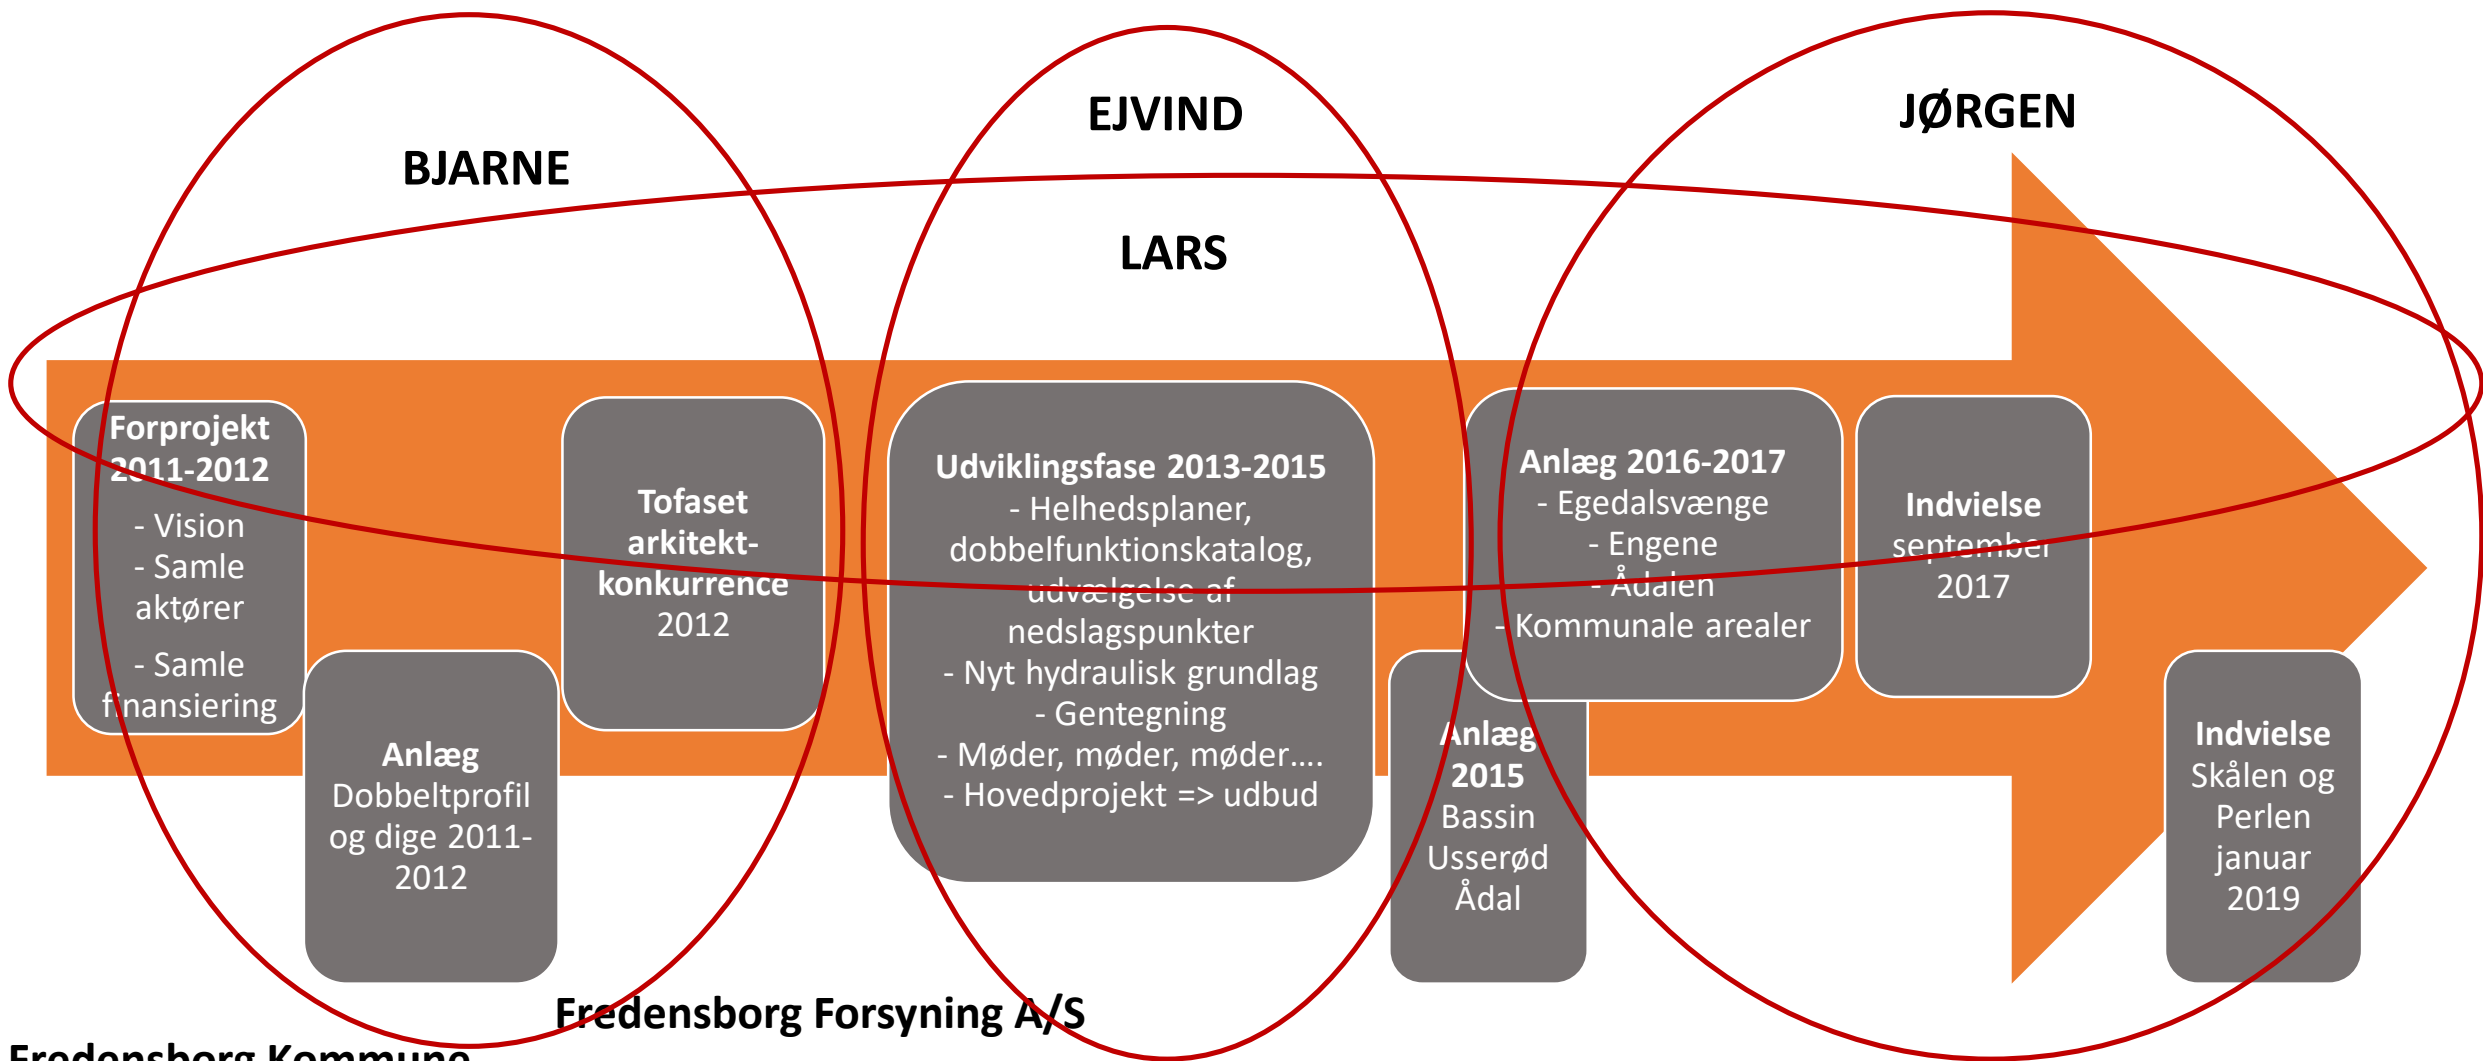 BJARNE
EJVIND
JØRGEN
LARS
Forprojekt
2011-2012
- Vision
- Samle
aktører
- Samle
finansiering
Anlæg
Dobbeltprofil
og dige 2011-
2012
Tofaset
arkitekt-
konkurrence
2012
Udviklingsfase 2013-2015
- Helhedsplaner,
dobbelfunktionskatalog,
udvælgelse af
nedslagspunkter
- Nyt hydraulisk grundlag
- Gentegning
- Møder, møder, møder....
- Hovedprojekt => udbud
Anlæg
2015
Bassin
Usserød
Ådal
Anlæg 2016-2017
- Egedalsvænge
- Engene
- Ådalen
- Kommunale arealer
Indvielse
september
2017
Indvielse
Skålen og
Perlen
januar
2019
Fredensborg Forsyning A/S
Fredensborg Kommune